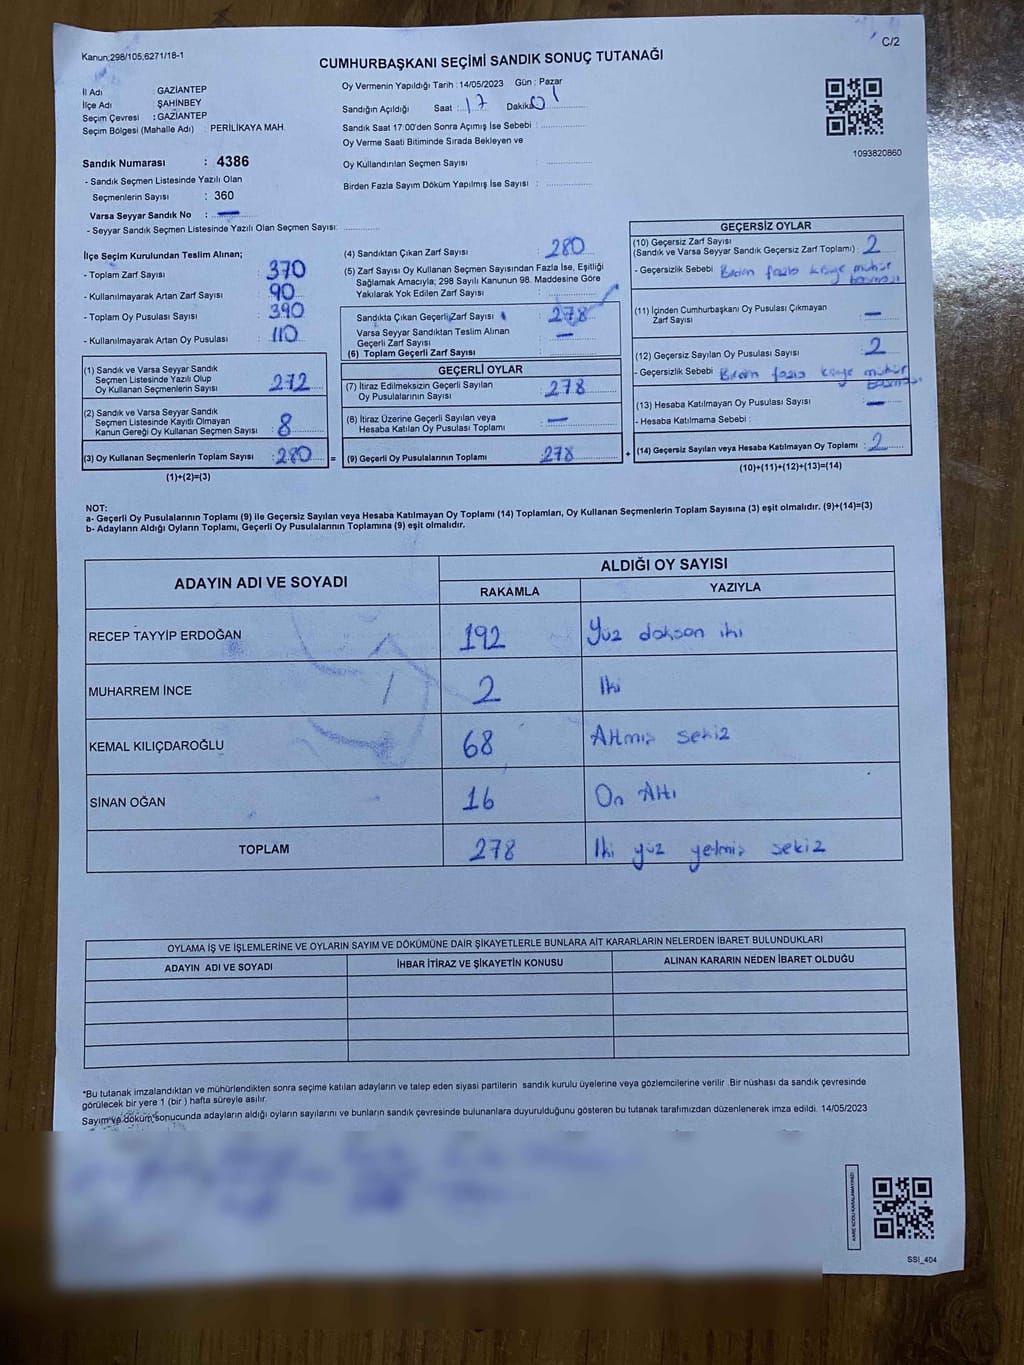 Kanun:298/105,6271/18-1
C/2
CUMHURBAŞKANI SEÇİMİ SANDIK SONUÇ TUTANAĞI
İl Adı GAZİANTEP
İlçe Adı ŞAHİNBEY
Seçim Çevresi : GAZİANTEP
Seçim Bölgesi (Mahalle Adı) : PERİLİKAYA MAH.
Sandık Numarası : 4386
- Sandık Seçmen Listesinde Yazılı Olan
Seçmenlerin Sayısı : 360
Varsa Seyyar Sandık No : —
- Seyyar Sandık Listesinde Yazılı Olan Seçmen Sayısı:
Oy Vermenin Yapıldığı Tarih : 14/05/2023 Gün : Pazar
Sandığın Açıldığı Saat : 17 Dakika 01
Sandık Saat 17:00'den Sonra Açımış İse Sebebi :
Oy Verme Saati Bitiminde Sırada Bekleyen ve
Oy Kullandırılan Seçmen Sayısı :
Birden Fazla Sayım Döküm Yapılmış İse Sayısı :
1093820860
İlçe Seçim Kurulundan Teslim Alınan;
- Toplam Zarf Sayısı : 370
- Kullanılmayarak Artan Zarf Sayısı : 90
- Toplam Oy Pusulası Sayısı : 390
- Kullanılmayarak Artan Oy Pusulası : 110
(1) Sandık ve Varsa Seyyar Sandık
Seçmen Listesinde Yazılı Olup
Oy Kullanan Seçmenlerin Sayısı : 272
(2) Sandık ve Varsa Seyyar Sandık
Seçmen Listesinde Kayıtlı Olmayan
Kanun Gereği Oy Kullanan Seçmen Sayısı : 8
(3) Oy Kullanan Seçmenlerin Toplam Sayısı : 280
(1)+(2)=(3)
(4) Sandıktan Çıkan Zarf Sayısı : 280
(5) Zarf Sayısı Oy Kullanan Seçmen Sayısından Fazla İse, Eşitliği
Sağlamak Amacıyla; 298 Sayılı Kanunun 98. Maddesine Göre
Yakılarak Yok Edilen Zarf Sayısı :
Sandıkta Çıkan Geçerli Zarf Sayısı : 278
Varsa Seyyar Sandıktan Teslim Alınan
Geçerli Zarf Sayısı : —
(6) Toplam Geçerli Zarf Sayısı :
GEÇERLİ OYLAR
(7) İtiraz Edilmeksizin Geçerli Sayılan
Oy Pusulalarının Sayısı : 278
(8) İtiraz Üzerine Geçerli Sayılan veya
Hesaba Katılan Oy Pusulası Toplamı : —
= (9) Geçerli Oy Pusulalarının Toplamı : 278
GEÇERSİZ OYLAR
(10) Geçersiz Zarf Sayısı
(Sandık ve Varsa Seyyar Sandık Geçersiz Zarf Toplamı) : 2
- Geçersizlik Sebebi Birden fazla kişiye mühür
basması
(11) İçinden Cumhurbaşkanı Oy Pusulası Çıkmayan
Zarf Sayısı : —
(12) Geçersiz Sayılan Oy Pusulası Sayısı : 2
- Geçersizlik Sebebi Birden fazla kişiye mühür
basması
(13) Hesaba Katılmayan Oy Pusulası Sayısı : —
- Hesaba Katılmama Sebebi :
+ (14) Geçersiz Sayılan veya Hesaba Katılmayan Oy Toplamı : 2
(10)+(11)+(12)+(13)=(14)
NOT:
a- Geçerli Oy Pusulalarının Toplamı (9) ile Geçersiz Sayılan veya Hesaba Katılmayan Oy Toplamı (14) Toplamları, Oy Kullanan Seçmenlerin Toplam Sayısına (3) eşit olmalıdır. (9)+(14)=(3)
b- Adayların Aldığı Oyların Toplamı, Geçerli Oy Pusulalarının Toplamına (9) eşit olmalıdır.
ADAYIN ADI VE SOYADI
ALDIĞI OY SAYISI
RAKAMLA YAZIYLA
RECEP TAYYİP ERDOĞAN 192 Yüz doksan iki
MUHARREM İNCE 2 İki
KEMAL KILIÇDAROĞLU 68 Altmış sekiz
SİNAN OĞAN 16 On Altı
TOPLAM 278 İki yüz yetmiş sekiz
OYLAMA İŞ VE İŞLEMLERİNE VE OYLARIN SAYIM VE DÖKÜMÜNE DAİR ŞİKAYETLERLE BUNLARA AİT KARARLARIN NELERDEN İBARET BULUNDUKLARI
ADAYIN ADI VE SOYADI İHBAR İTİRAZ VE ŞİKAYETİN KONUSU ALINAN KARARIN NEDEN İBARET OLDUĞU
*Bu tutanak imzalandıktan ve mühürlendikten sonra seçime katılan adayların ve talep eden siyasi partilerin sandık kurulu üyelerine veya gözlemcilerine verilir .Bir nüshası da sandık çevresinde
görülecek bir yere 1 (bir ) hafta süreyle asılır.
Sayım ve döküm sonucunda adayların aldığı oyların sayılarını ve bunların sandık çevresinde bulunanlara duyurulduğunu gösteren bu tutanak tarafımızdan düzenlenerek imza edildi. 14/05/2023
KARE KODU KARALAMAYINIZ!
SSI_404